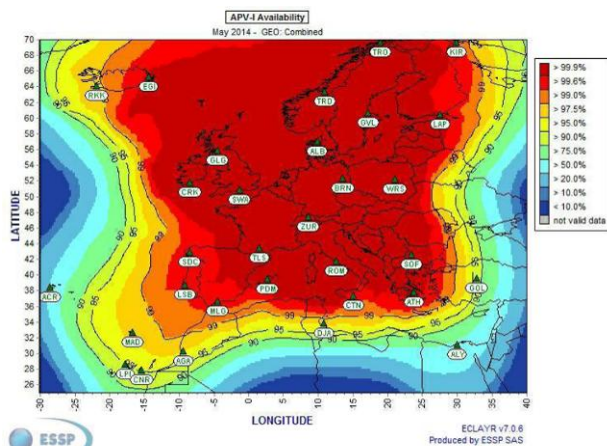 APV-I Availability
May 2014 - GEO: Combined
LATITUDE
70
68
66
64
62
60
58
56
54
52
50
48
46
44
42
40
38
36
34
32
30
28
26
TRO
KIR
RKK
EGI
TRD
GVL
LAP
GLG
ALB
CRK
SWA
BRN
WRS
ZUR
SDC
TLS
ROM
SOF
ACR
LSB
PDM
MLG
CTN
ATH
GOL
MAD
DJA
AGA
ALY
LPI
CNR
90
95
99
-30
-25
-20
-15
-10
-5
0
5
10
15
20
25
30
35
40
LONGITUDE
> 99.9%
> 99.6%
> 99.0%
> 97.5%
> 95.0%
> 90.0%
> 75.0%
> 50.0%
> 20.0%
> 10.0%
< 10.0%
not valid data
ESSP
ECLAYR v7.0.6
Produced by ESSP SAS